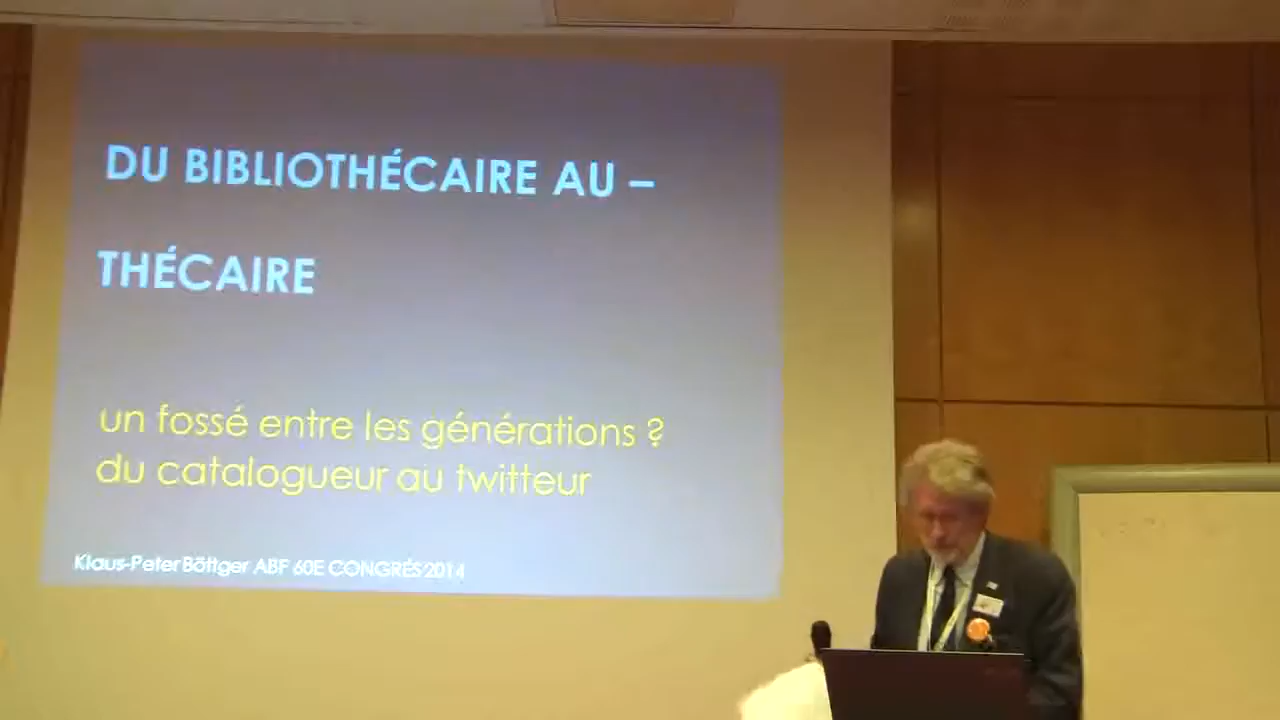 DU BIBLIOTHÉCAIRE AU –
THÉCAIRE
un fossé entre les générations ?
du catalogueur au twitteur
Klaus-Peter Böttger ABF 60E CONGRÉS 2014